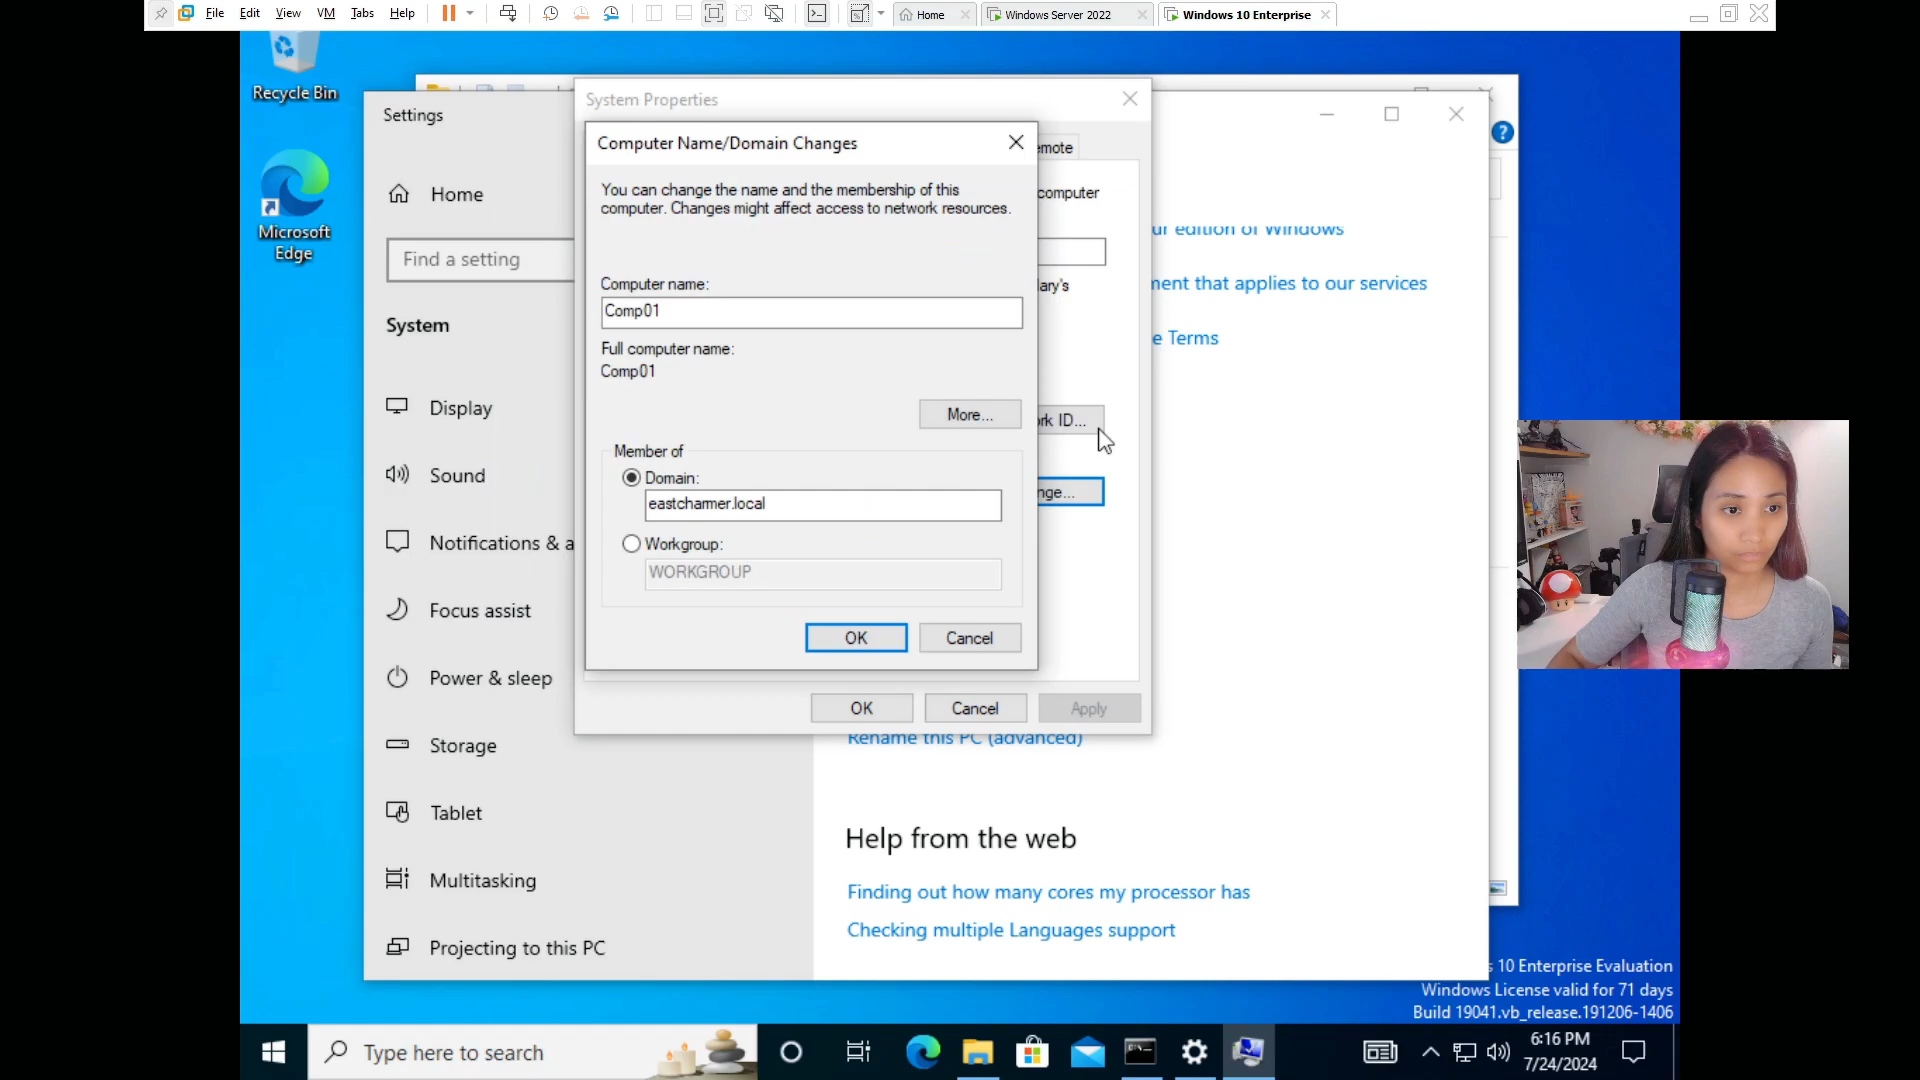 File Edit View VM Tabs Help
Home
Windows Server 2022
Windows 10 Enterprise
Recycle Bin
Microsoft
Edge
Settings
Home
Find a setting
System
Display
Sound
Notifications & a
Focus assist
Power & sleep
Storage
Tablet
Multitasking
Projecting to this PC
System Properties
emote
computer
lary's
ork ID...
nge...
OK
Cancel
Apply
Computer Name/Domain Changes
You can change the name and the membership of this
computer. Changes might affect access to network resources.
Computer name:
Comp01
Full computer name:
Comp01
More...
Member of
Domain:
eastcharmer.local
Workgroup:
WORKGROUP
OK
Cancel
ur edition of Windows
ment that applies to our services
e Terms
Rename this PC (advanced)
Help from the web
Finding out how many cores my processor has
Checking multiple Languages support
s 10 Enterprise Evaluation
Windows License valid for 71 days
Build 19041.vb_release.191206-1406
Type here to search
6:16 PM
7/24/2024